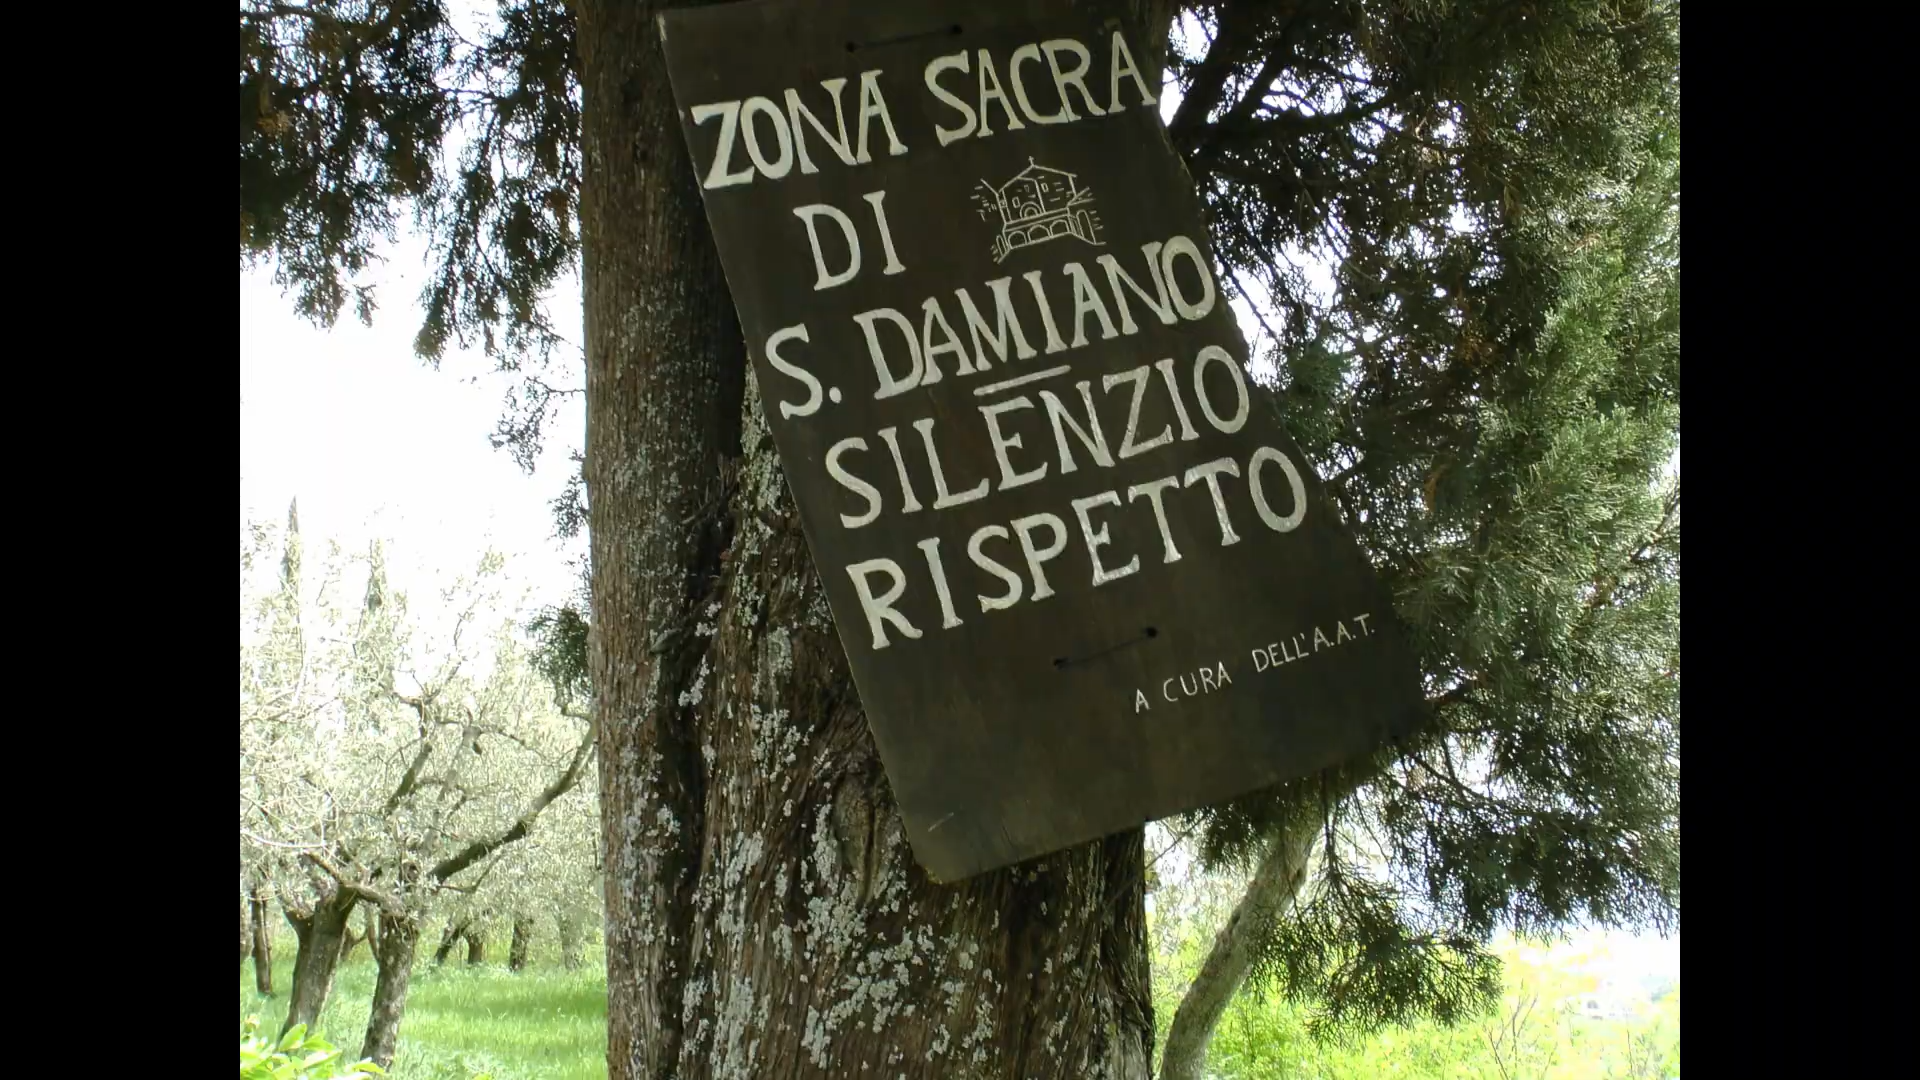 ZONA SACRA
DI
S. DAMIANO
SILENZIO
RISPETTO
A CURA DELL'A.A.T.